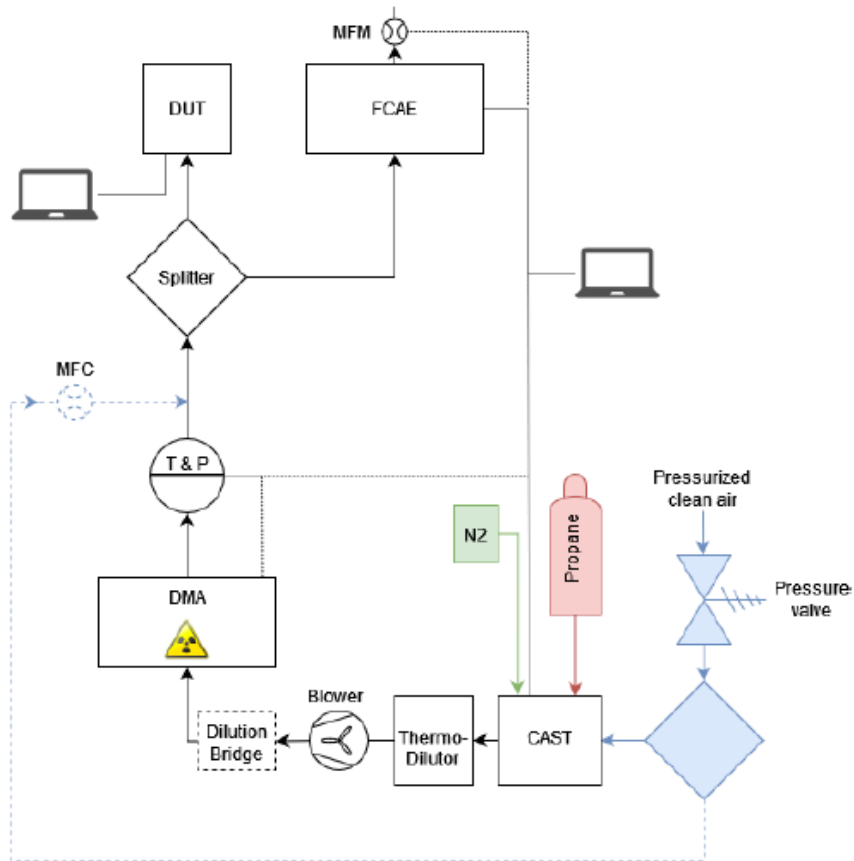 MFM
DUT
FCAE
Splitter
MFC
T & P
Pressurized
clean air
N2
Propane
Pressure-
valve
DMA
Blower
Dilution
Bridge
Thermo-
Dilutor
CAST